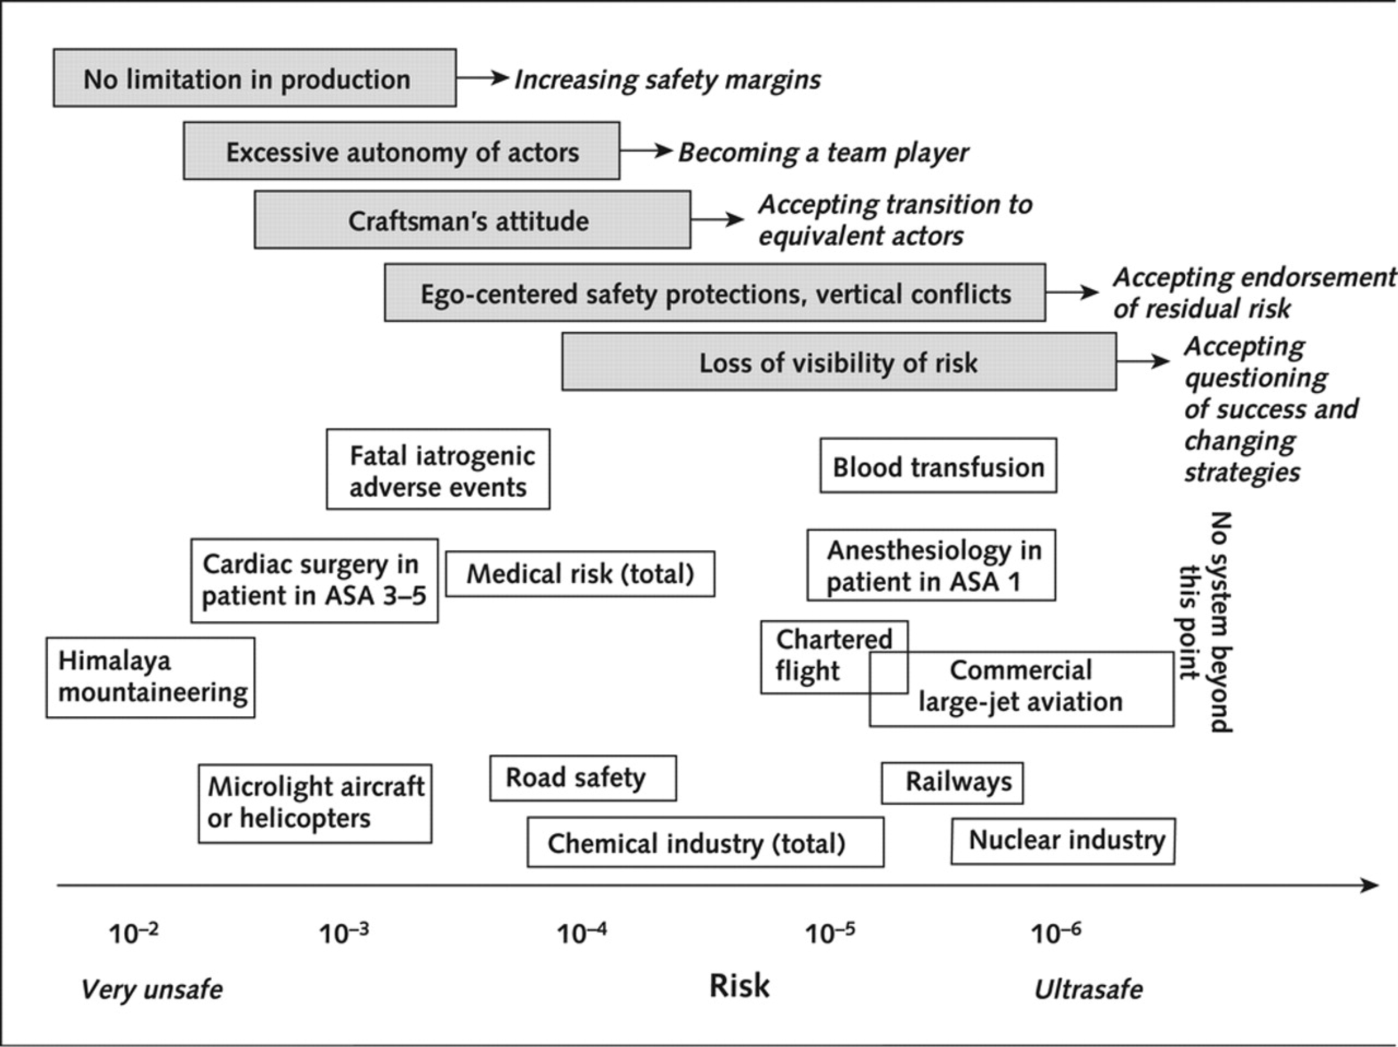 No limitation in production
Increasing safety margins
Excessive autonomy of actors
Becoming a team player
Craftsman's attitude
Accepting transition to
equivalent actors
Ego-centered safety protections, vertical conflicts
Accepting endorsement
of residual risk
Loss of visibility of risk
Accepting
questioning
of success and
changing
strategies
Fatal iatrogenic
adverse events
Blood transfusion
Cardiac surgery in
patient in ASA 3–5
Medical risk (total)
Anesthesiology in
patient in ASA 1
No system beyond
this point
Himalaya
mountaineering
Chartered
flight
Commercial
large-jet aviation
Microlight aircraft
or helicopters
Road safety
Railways
Chemical industry (total)
Nuclear industry
10–2 10–3 10–4 10–5 10–6
Very unsafe Risk Ultrasafe